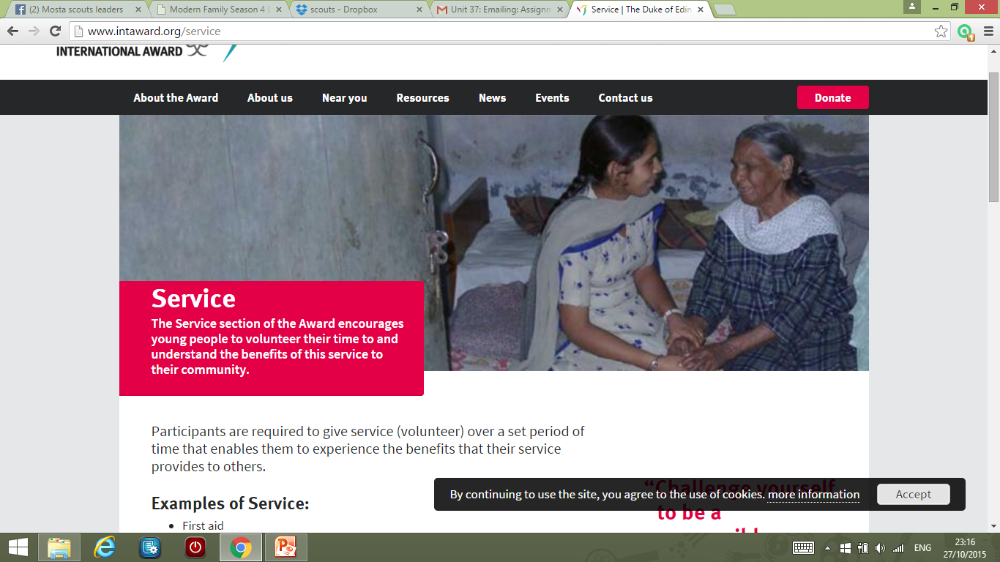 (2) Mosta scouts leaders
Modern Family Season 4 E
scouts - Dropbox
Unit 37: Emailing: Assignm
Service | The Duke of Edin
www.intaward.org/service
INTERNATIONAL AWARD
About the Award
About us
Near you
Resources
News
Events
Contact us
Donate
Service
The Service section of the Award encourages
young people to volunteer their time to and
understand the benefits of this service to
their community.
Participants are required to give service (volunteer) over a set period of
time that enables them to experience the benefits that their service
provides to others.
Examples of Service:
• First aid
“Challenge yourself
to be a
By continuing to use the site, you agree to the use of cookies. more information
Accept
ENG
23:16
27/10/2015